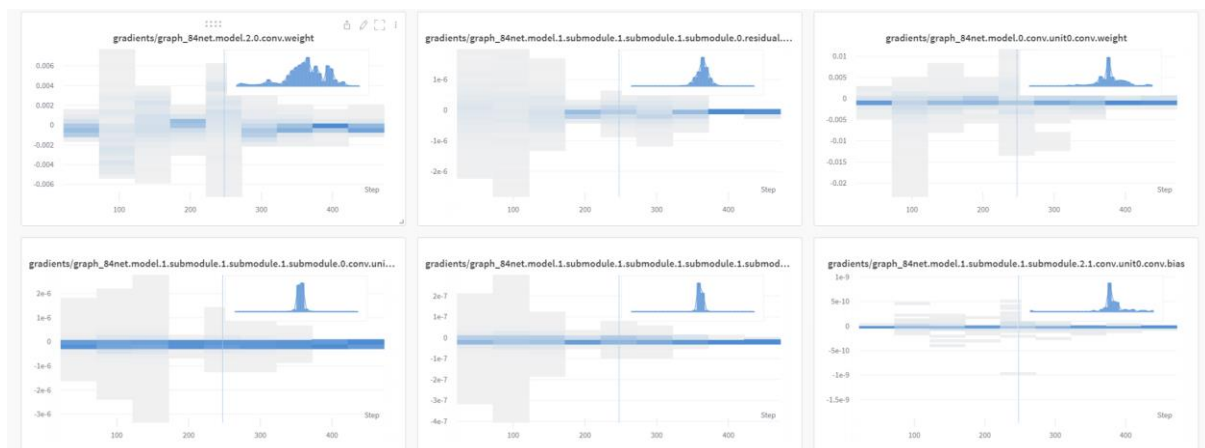 gradients/graph_84net.model.2.0.conv.weight
0.006
0.004
0.002
0
-0.002
-0.004
-0.006
Step
100
200
300
400
gradients/graph_84net.model.1.submodule.1.submodule.1.submodule.0.residual....
1e-6
0
-1e-6
-2e-6
Step
100
200
300
400
gradients/graph_84net.model.0.conv.unit0.conv.weight
0.01
0.005
0
-0.005
-0.01
-0.015
-0.02
Step
100
200
300
400
gradients/graph_84net.model.1.submodule.1.submodule.1.submodule.0.conv.uni...
2e-6
1e-6
0
-1e-6
-2e-6
-3e-6
Step
100
200
300
400
gradients/graph_84net.model.1.submodule.1.submodule.1.submodule.1.submod...
2e-7
1e-7
0
-1e-7
-2e-7
-3e-7
-4e-7
Step
100
200
300
400
gradients/graph_84net.model.1.submodule.1.submodule.2.1.conv.unit0.conv.bias
1e-9
5e-10
0
-5e-10
-1e-9
-1.5e-9
Step
100
200
300
400